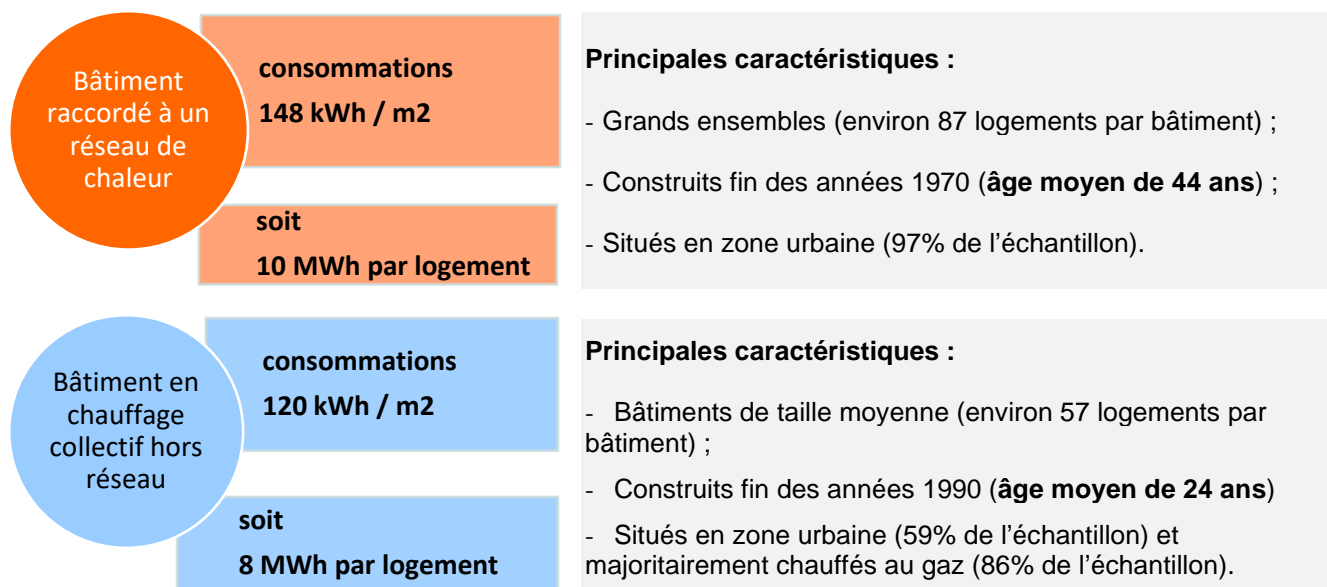 Bâtiment
raccordé à un
réseau de
chaleur
consommations
148 kWh / m2
soit
10 MWh par logement
Principales caractéristiques :
- Grands ensembles (environ 87 logements par bâtiment) ;
- Construits fin des années 1970 (âge moyen de 44 ans) ;
- Situés en zone urbaine (97% de l'échantillon).
Bâtiment en
chauffage
collectif hors
réseau
consommations
120 kWh / m2
soit
8 MWh par logement
Principales caractéristiques :
- Bâtiments de taille moyenne (environ 57 logements par
bâtiment) ;
- Construits fin des années 1990 (âge moyen de 24 ans)
- Situés en zone urbaine (59% de l'échantillon) et
majoritairement chauffés au gaz (86% de l'échantillon).